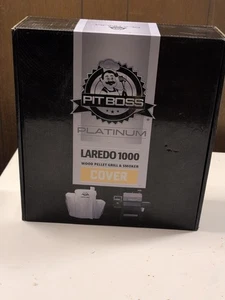 PIT BOSS
PLATINUM
LAREDO 1000
WOOD PELLET GRILL & SMOKER
COVER